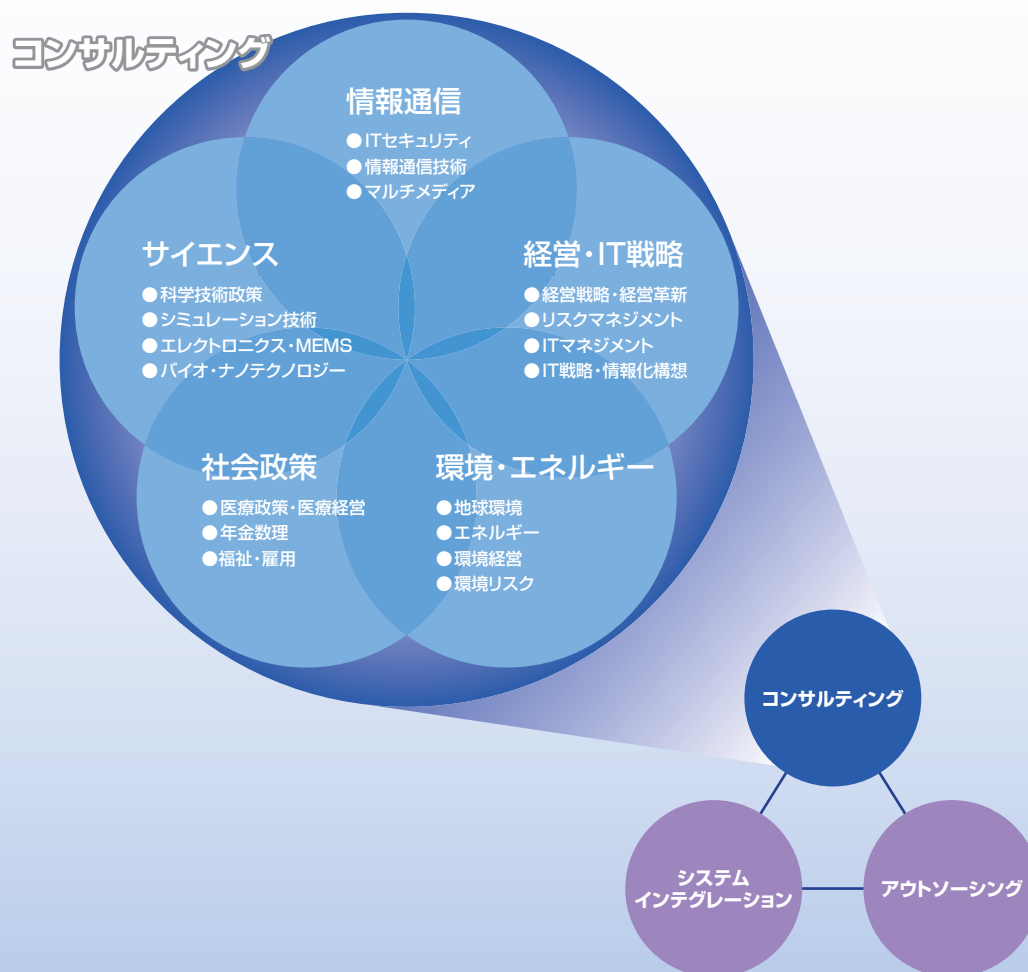 コンサルティング
情報通信
●ITセキュリティ
●情報通信技術
●マルチメディア
サイエンス
●科学技術政策
●シミュレーション技術
●エレクトロニクス・MEMS
●バイオ・ナノテクノロジー
経営・IT戦略
●経営戦略・経営革新
●リスクマネジメント
●ITマネジメント
●IT戦略・情報化構想
社会政策
●医療政策・医療経営
●年金数理
●福祉・雇用
環境・エネルギー
●地球環境
●エネルギー
●環境経営
●環境リスク
コンサルティング
システム
インテグレーション
アウトソーシング